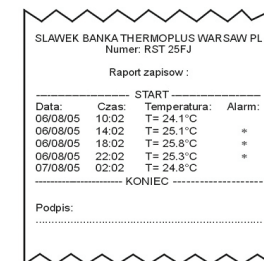 SLAWEK BANKA THERMOPLUS WARSAW PL
Numer: RST 25FJ
Raport zapisow :
------------------------ START ------------------------
Data: Czas: Temperatura: Alarm:
06/08/05 10:02 T= 24.1°C
06/08/05 14:02 T= 25.1°C *
06/08/05 18:02 T= 25.8°C *
06/08/05 22:02 T= 25.3°C *
07/08/05 02:02 T= 24.8°C
------------------------ KONIEC --------------------
Podpis:
................................................................